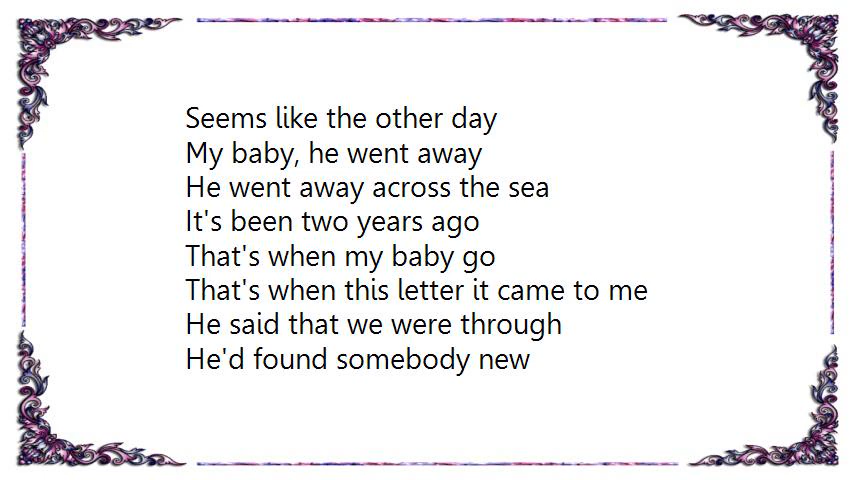 Seems like the other day
My baby, he went away
He went away across the sea
It's been two years ago
That's when my baby go
That's when this letter it came to me
He said that we were through
He'd found somebody new